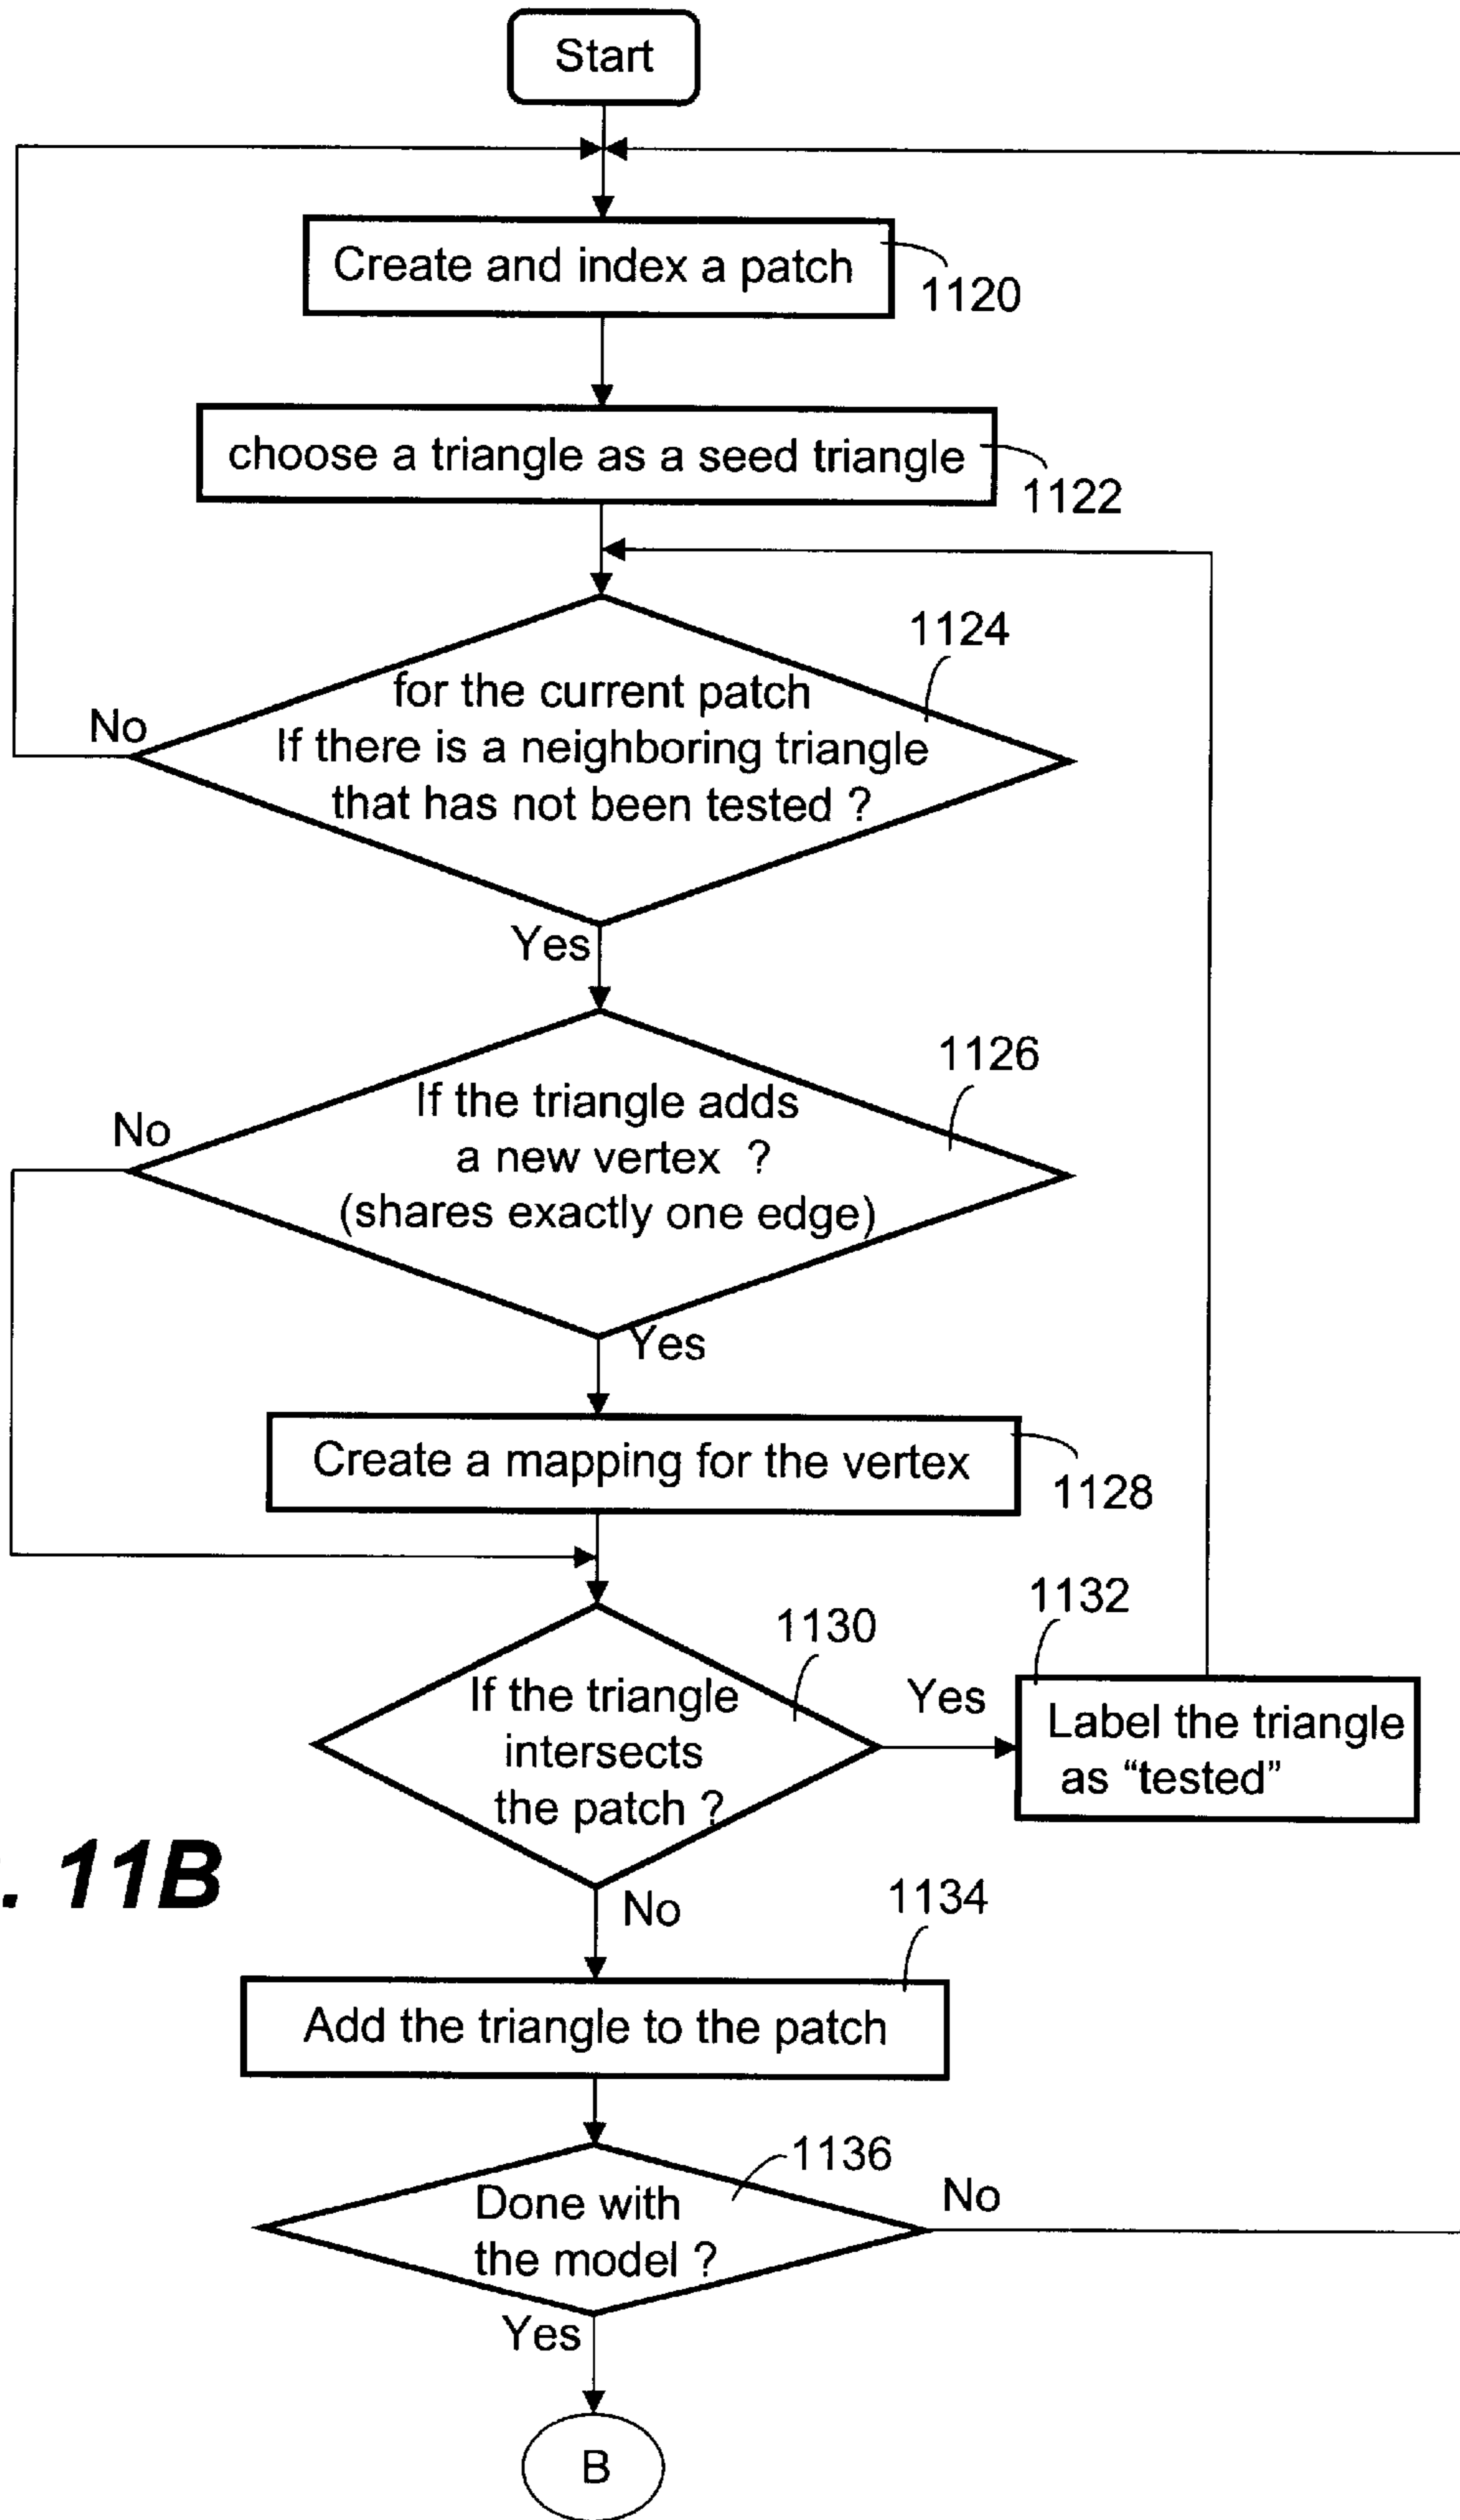 Start
Create and index a patch
1120
choose a triangle as a seed triangle
1122
1124
for the current patch
If there is a neighboring triangle
that has not been tested ?
No
Yes
1126
If the triangle adds
a new vertex ?
(shares exactly one edge)
No
Yes
Create a mapping for the vertex
1128
1130
If the triangle
intersects
the patch ?
Yes
1132
Label the triangle
as “tested”
No
. 11B
1134
Add the triangle to the patch
1136
Done with
the model ?
No
Yes
B